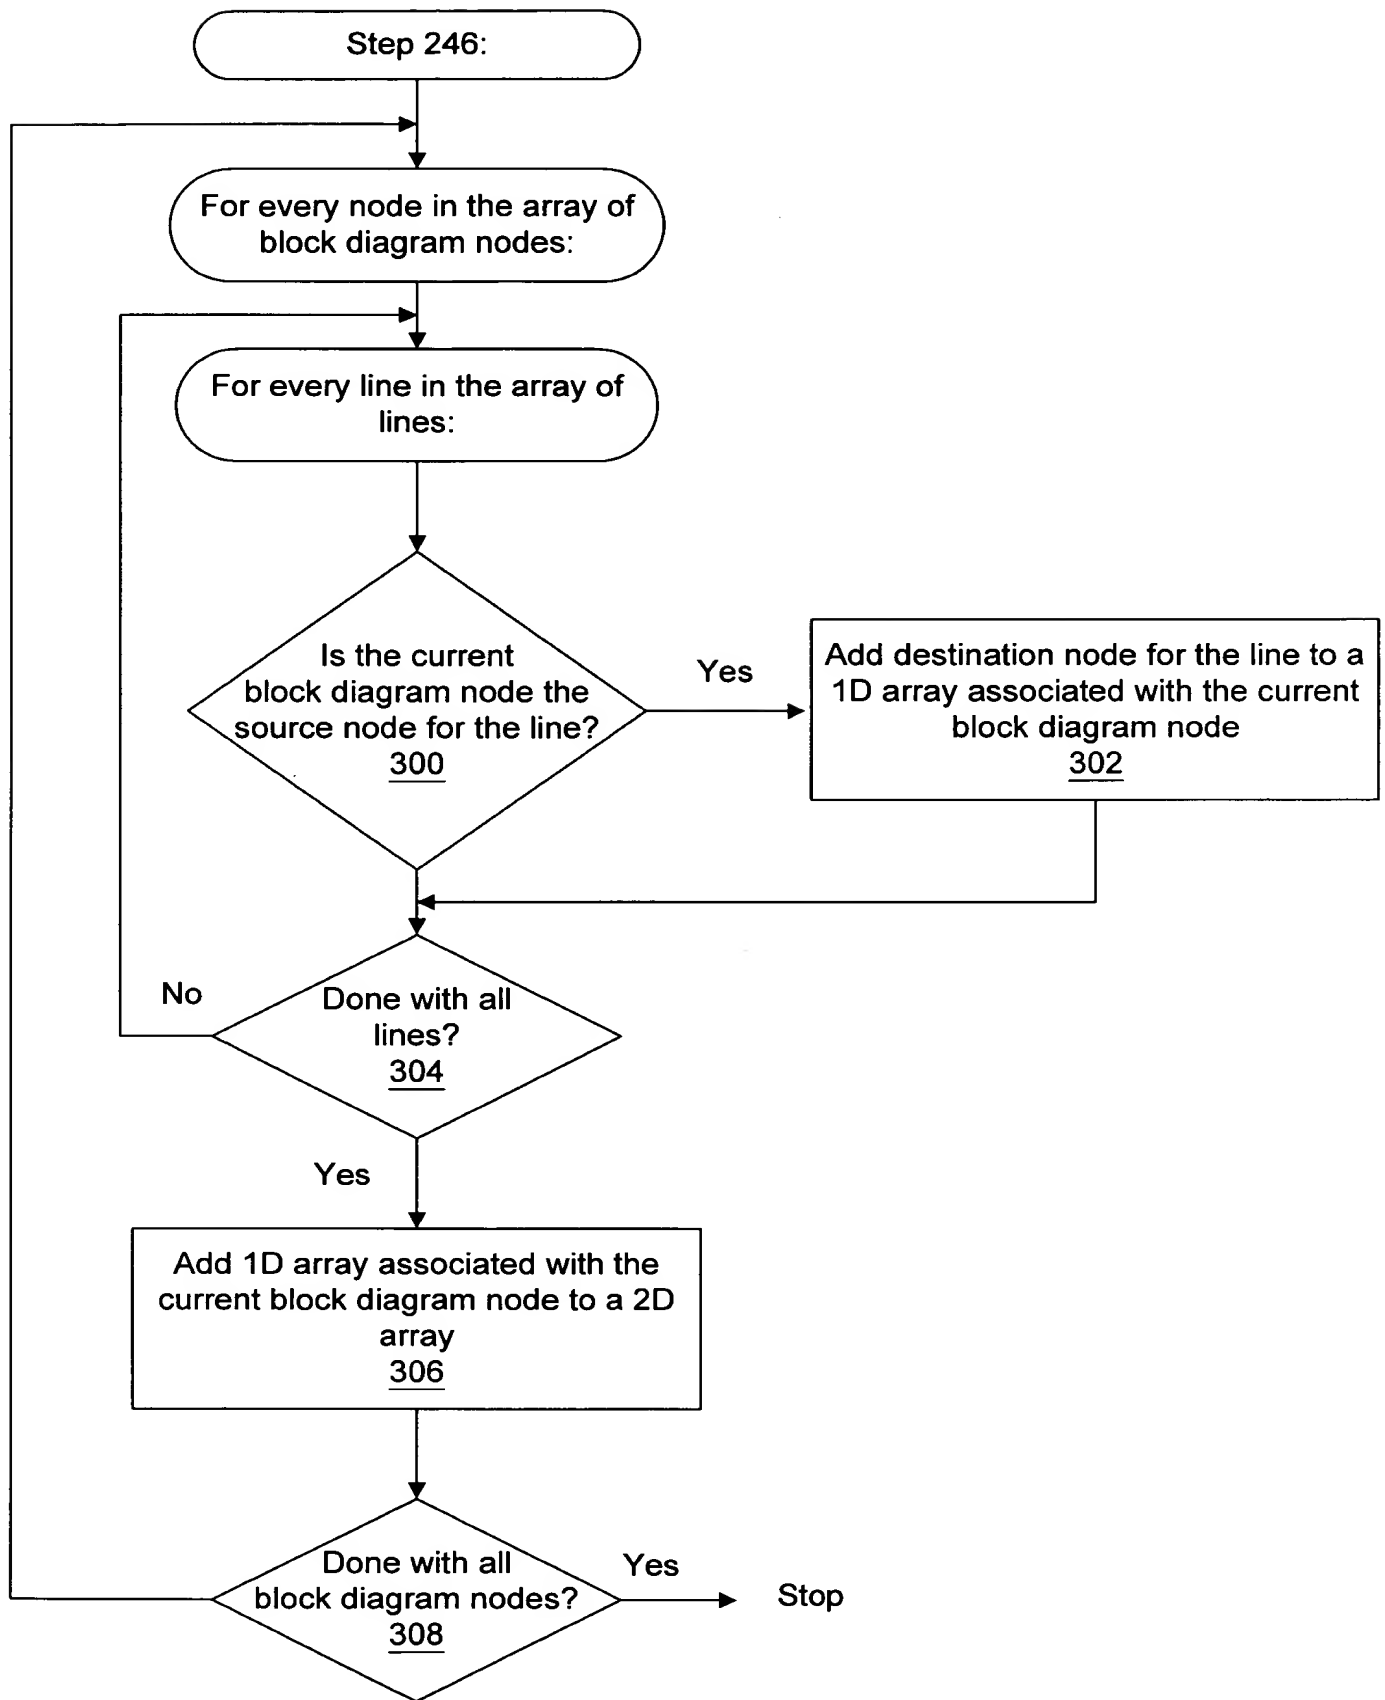 Step 246:
For every node in the array of
block diagram nodes:
For every line in the array of
lines:
Is the current
block diagram node the
source node for the line?
300
Yes
Add destination node for the line to a
1D array associated with the current
block diagram node
302
No
Done with all
lines?
304
Yes
Add 1D array associated with the
current block diagram node to a 2D
array
306
Done with all
block diagram nodes?
308
Yes
Stop